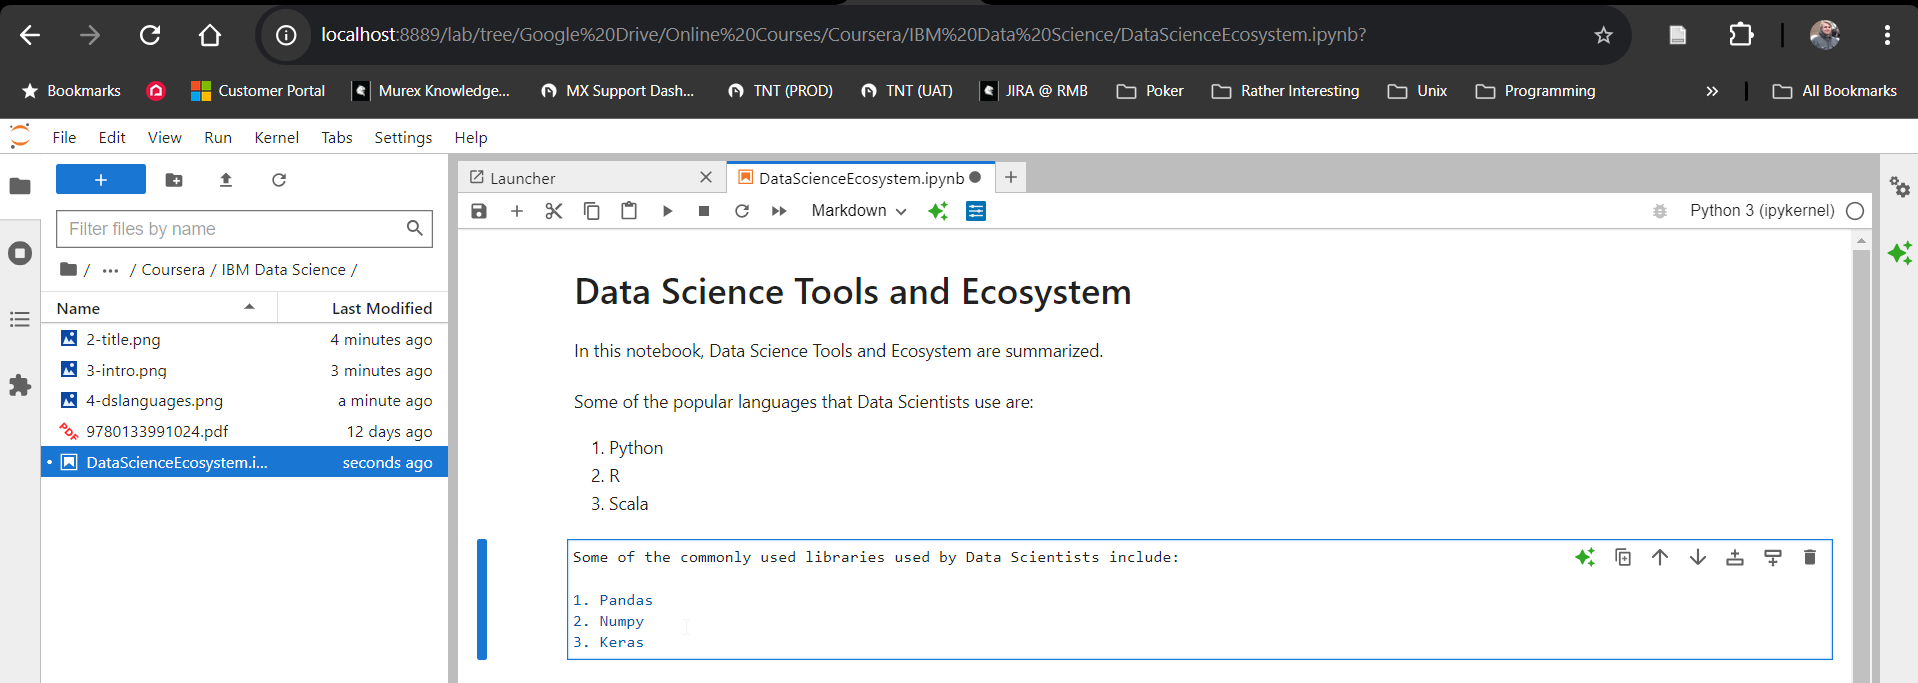 localhost:8889/lab/tree/Google%20Drive/Online%20Courses/Coursera/IBM%20Data%20Science/DataScienceEcosystem.ipynb?
Bookmarks Customer Portal Murex Knowledge... MX Support Dash... TNT (PROD) TNT (UAT) JIRA @ RMB Poker Rather Interesting Unix Programming » All Bookmarks
File Edit View Run Kernel Tabs Settings Help
Launcher DataScienceEcosystem.ipynb
Markdown Python 3 (ipykernel)
Filter files by name
/ ... / Coursera / IBM Data Science /
Name Last Modified
2-title.png 4 minutes ago
3-intro.png 3 minutes ago
4-dslanguages.png a minute ago
9780133991024.pdf 12 days ago
DataScienceEcosystem.i... seconds ago
Data Science Tools and Ecosystem
In this notebook, Data Science Tools and Ecosystem are summarized.
Some of the popular languages that Data Scientists use are:
1. Python
2. R
3. Scala
Some of the commonly used libraries used by Data Scientists include:
1. Pandas
2. Numpy
3. Keras